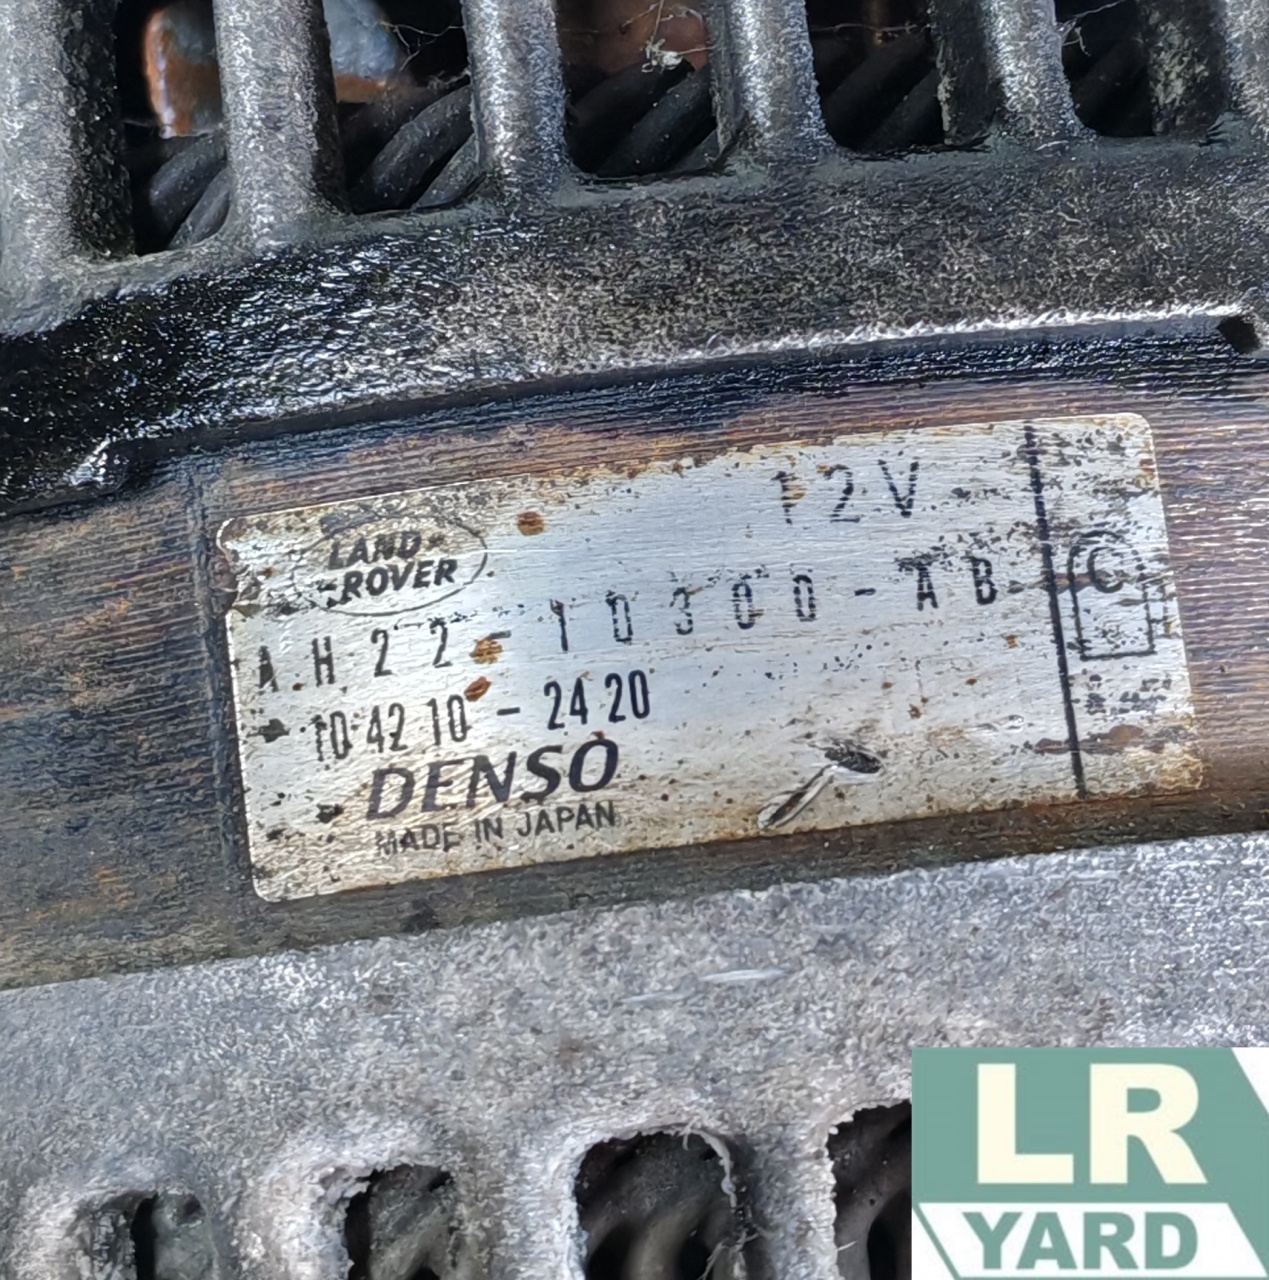 12V
LAND-
-ROVER
AH22-10300-AB
104210-2420
DENSO
MADE IN JAPAN
C
LR
YARD